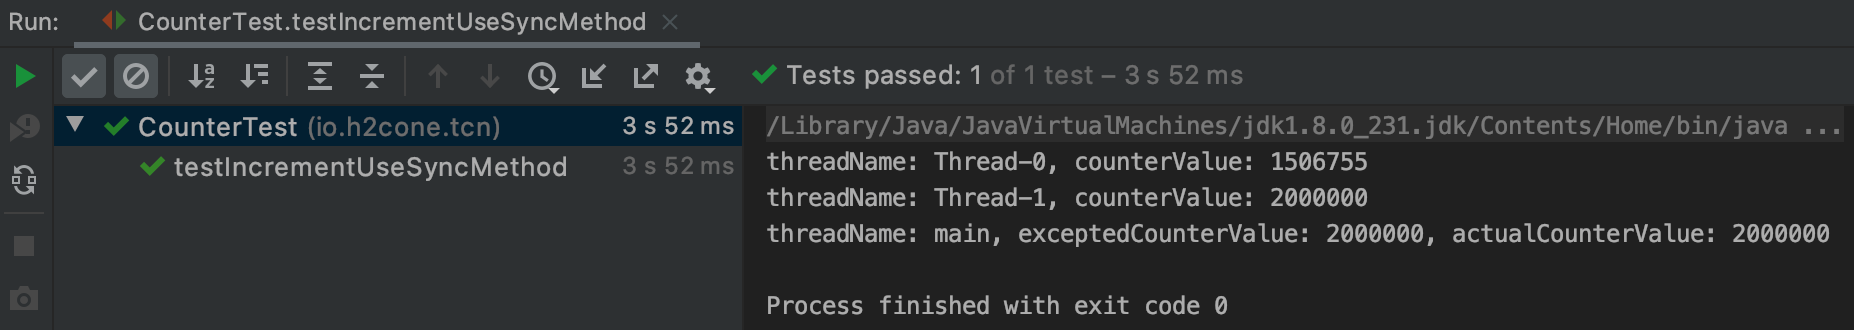 Run: CounterTest.testIncrementUseSyncMethod
Tests passed: 1 of 1 test – 3 s 52 ms
CounterTest (io.h2cone.tcn) 3 s 52 ms
testIncrementUseSyncMethod 3 s 52 ms
/Library/Java/JavaVirtualMachines/jdk1.8.0_231.jdk/Contents/Home/bin/java ...
threadName: Thread-0, counterValue: 1506755
threadName: Thread-1, counterValue: 2000000
threadName: main, exceptedCounterValue: 2000000, actualCounterValue: 2000000
Process finished with exit code 0